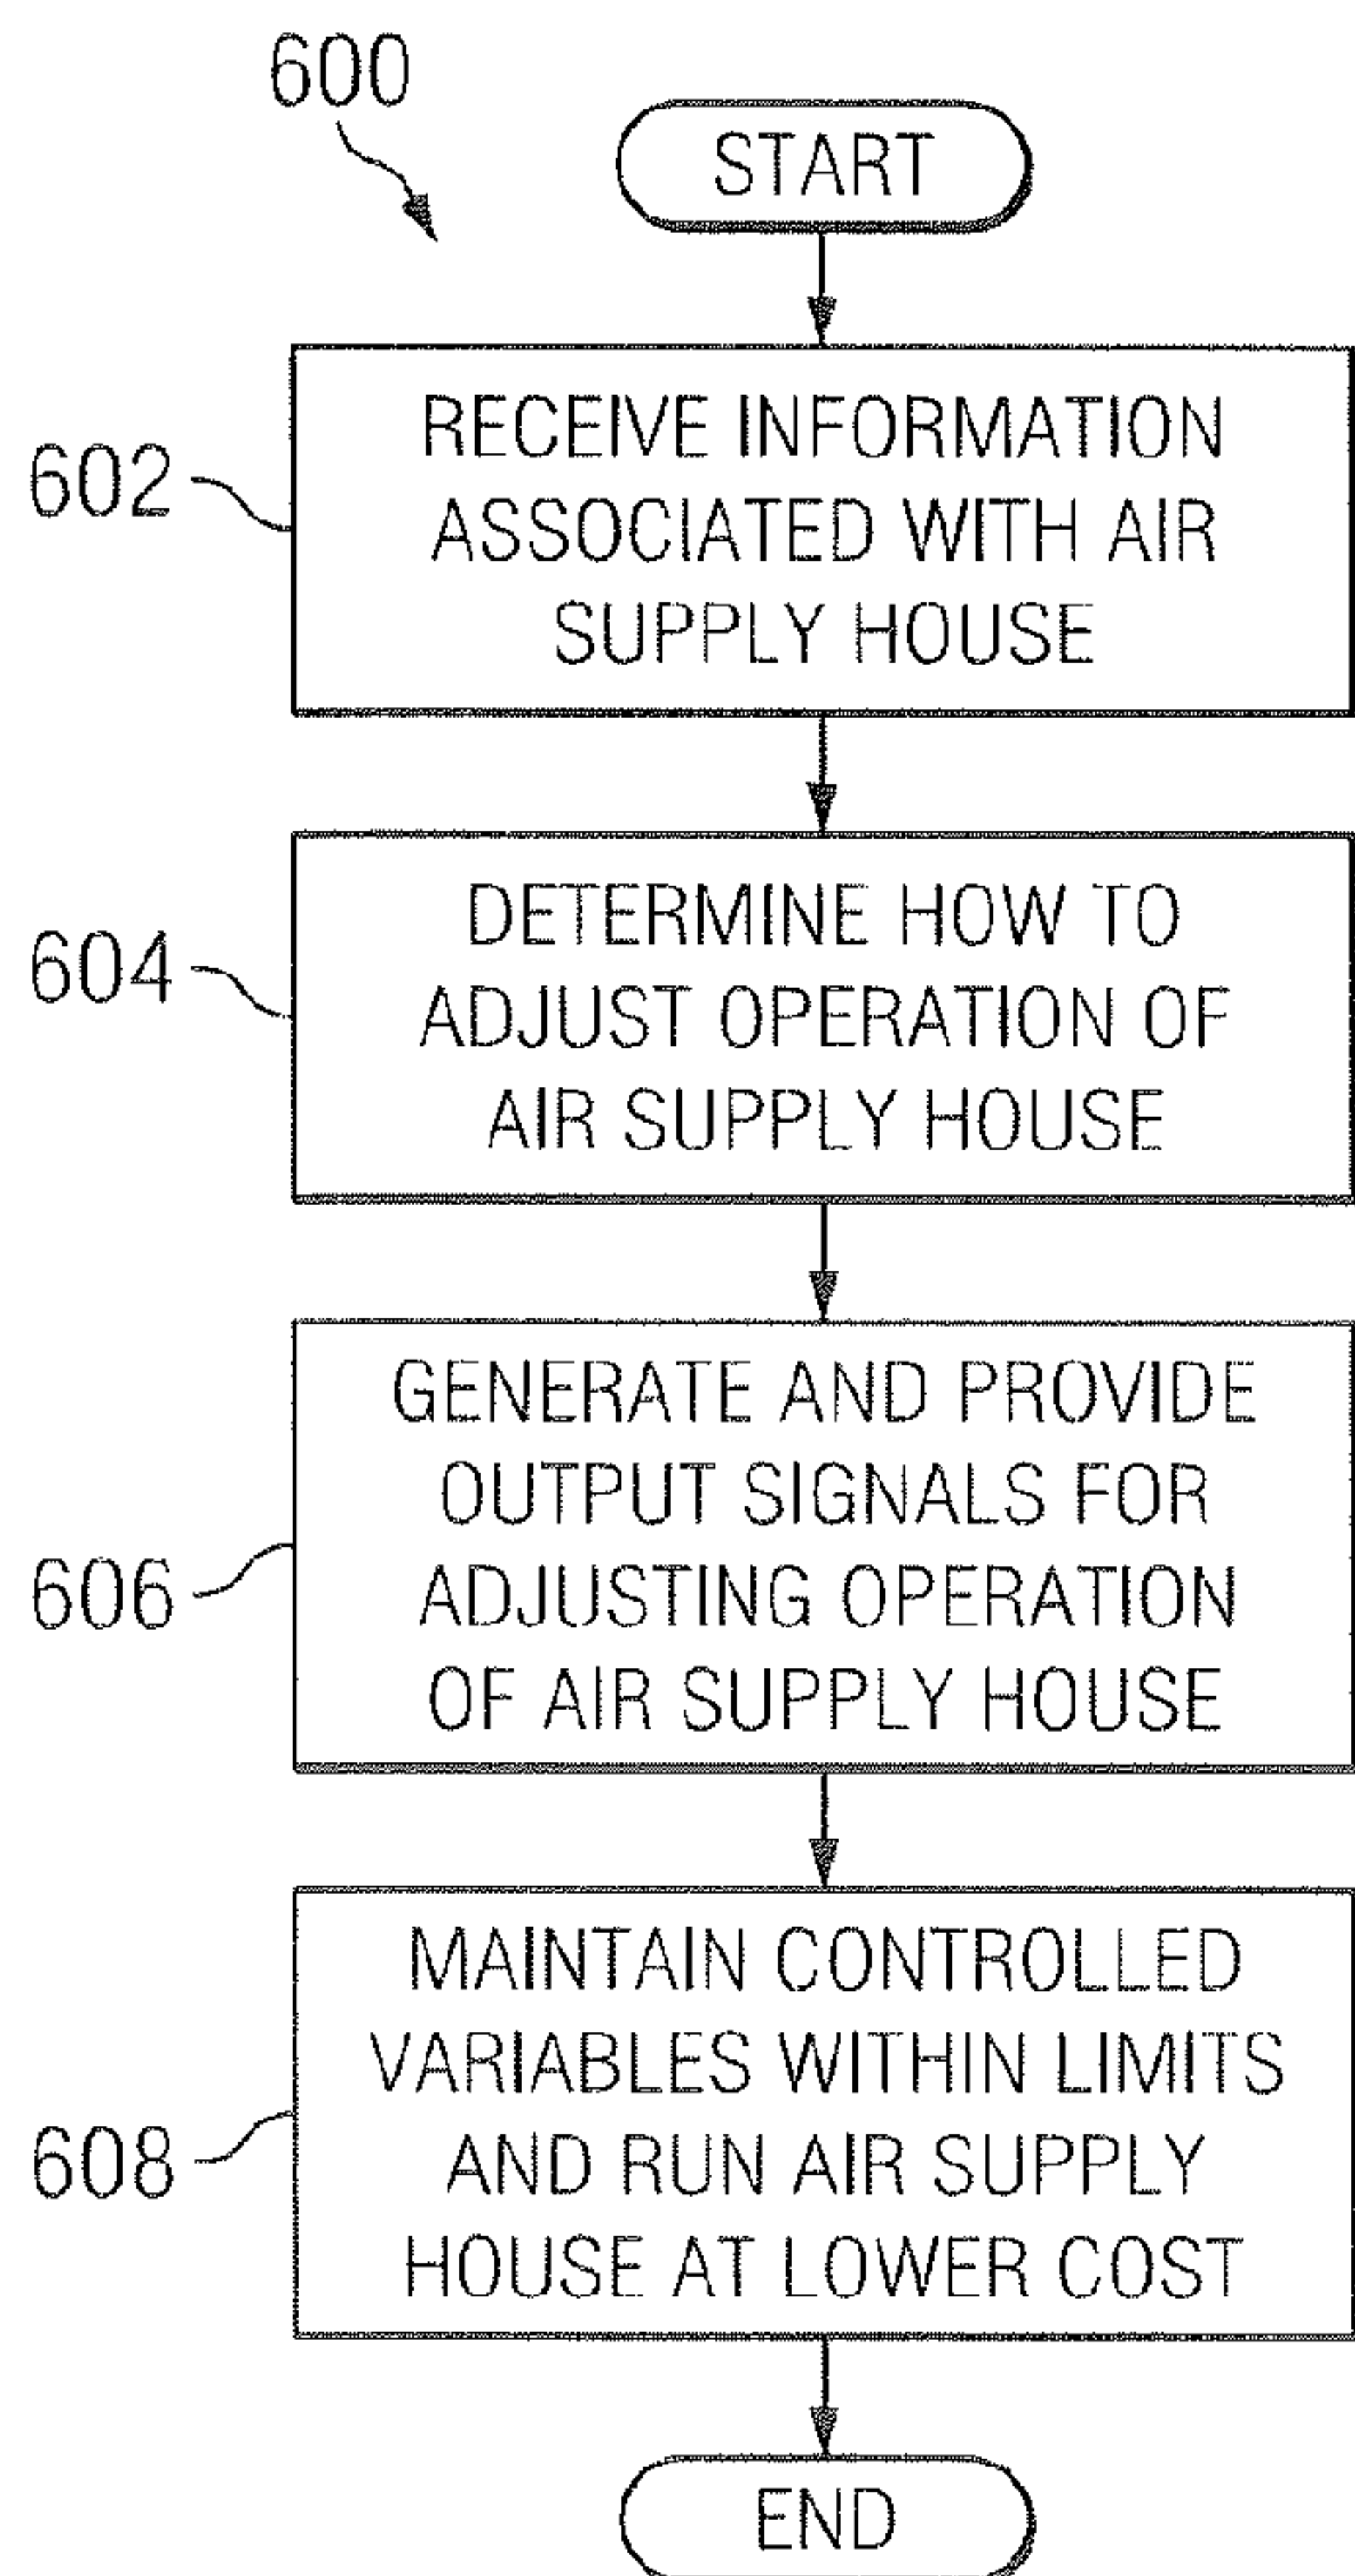 600
START
602
RECEIVE INFORMATION
ASSOCIATED WITH AIR
SUPPLY HOUSE
604
DETERMINE HOW TO
ADJUST OPERATION OF
AIR SUPPLY HOUSE
606
GENERATE AND PROVIDE
OUTPUT SIGNALS FOR
ADJUSTING OPERATION
OF AIR SUPPLY HOUSE
608
MAINTAIN CONTROLLED
VARIABLES WITHIN LIMITS
AND RUN AIR SUPPLY
HOUSE AT LOWER COST
END